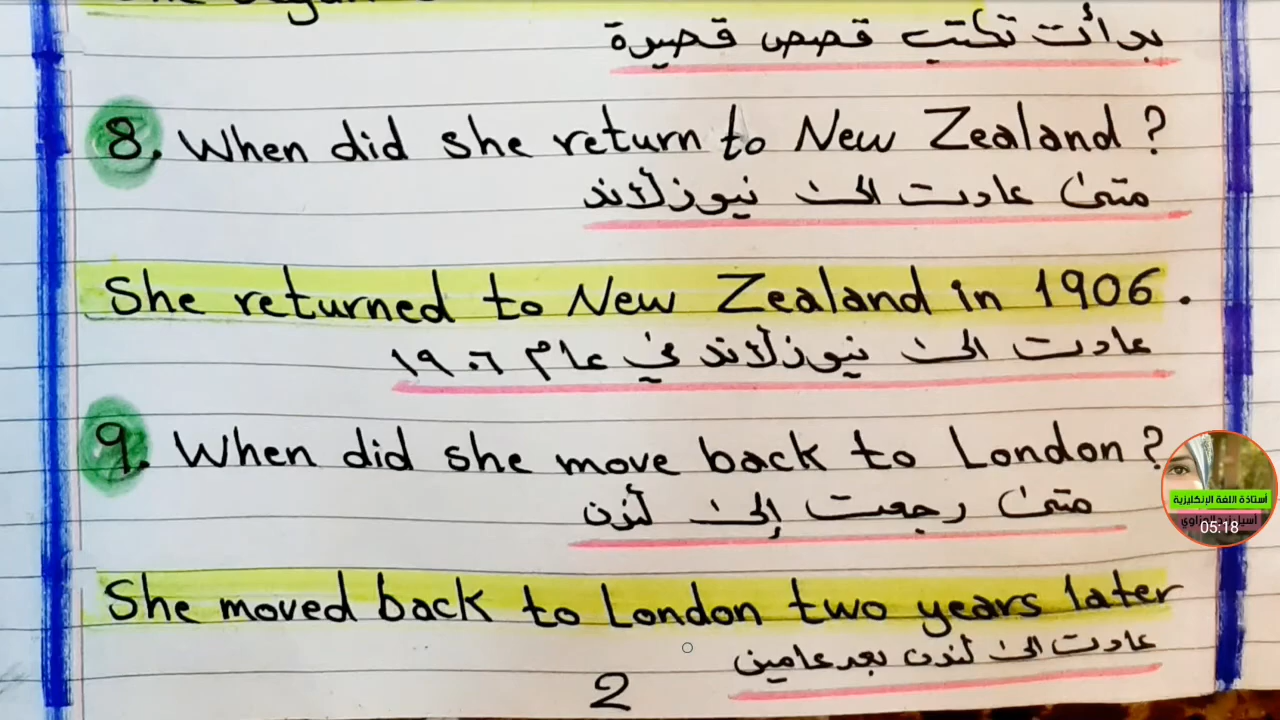 بدأت تكتب قصص قصيرة
8. When did she return to New Zealand ?
متى عادت الى نيوزلاند
She returned to New Zealand in 1906 .
عادت الى نيوزلاند في عام ١٩٠٦
9. When did she move back to London ?
متى رجعت إلى لندن
أستاذة اللغة الإنكليزية
05:18
She moved back to London two years later
عادت الى لندن بعد عامين
2